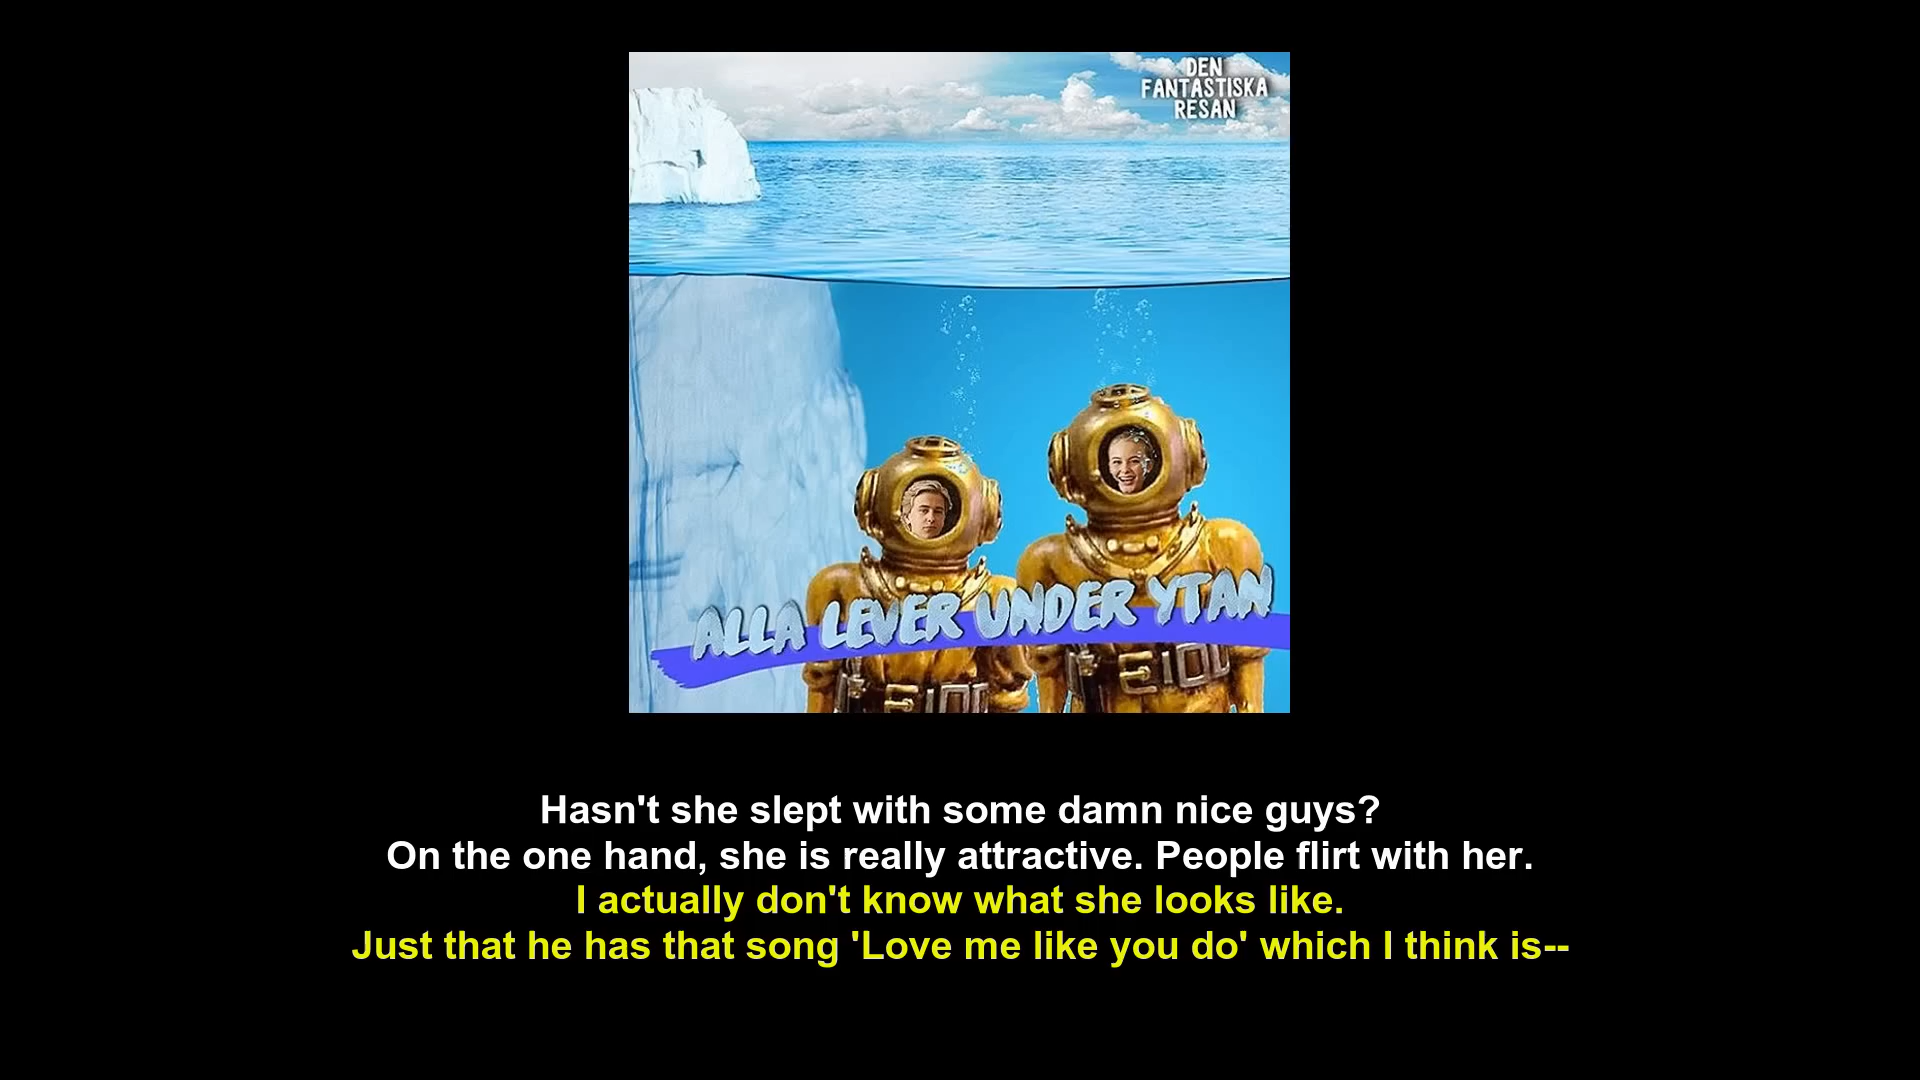 DEN
FANTASTISKA
RESAN
ALLA LEVER UNDER YTAN
Hasn't she slept with some damn nice guys?
On the one hand, she is really attractive. People flirt with her.
I actually don't know what she looks like.
Just that he has that song 'Love me like you do' which I think is--